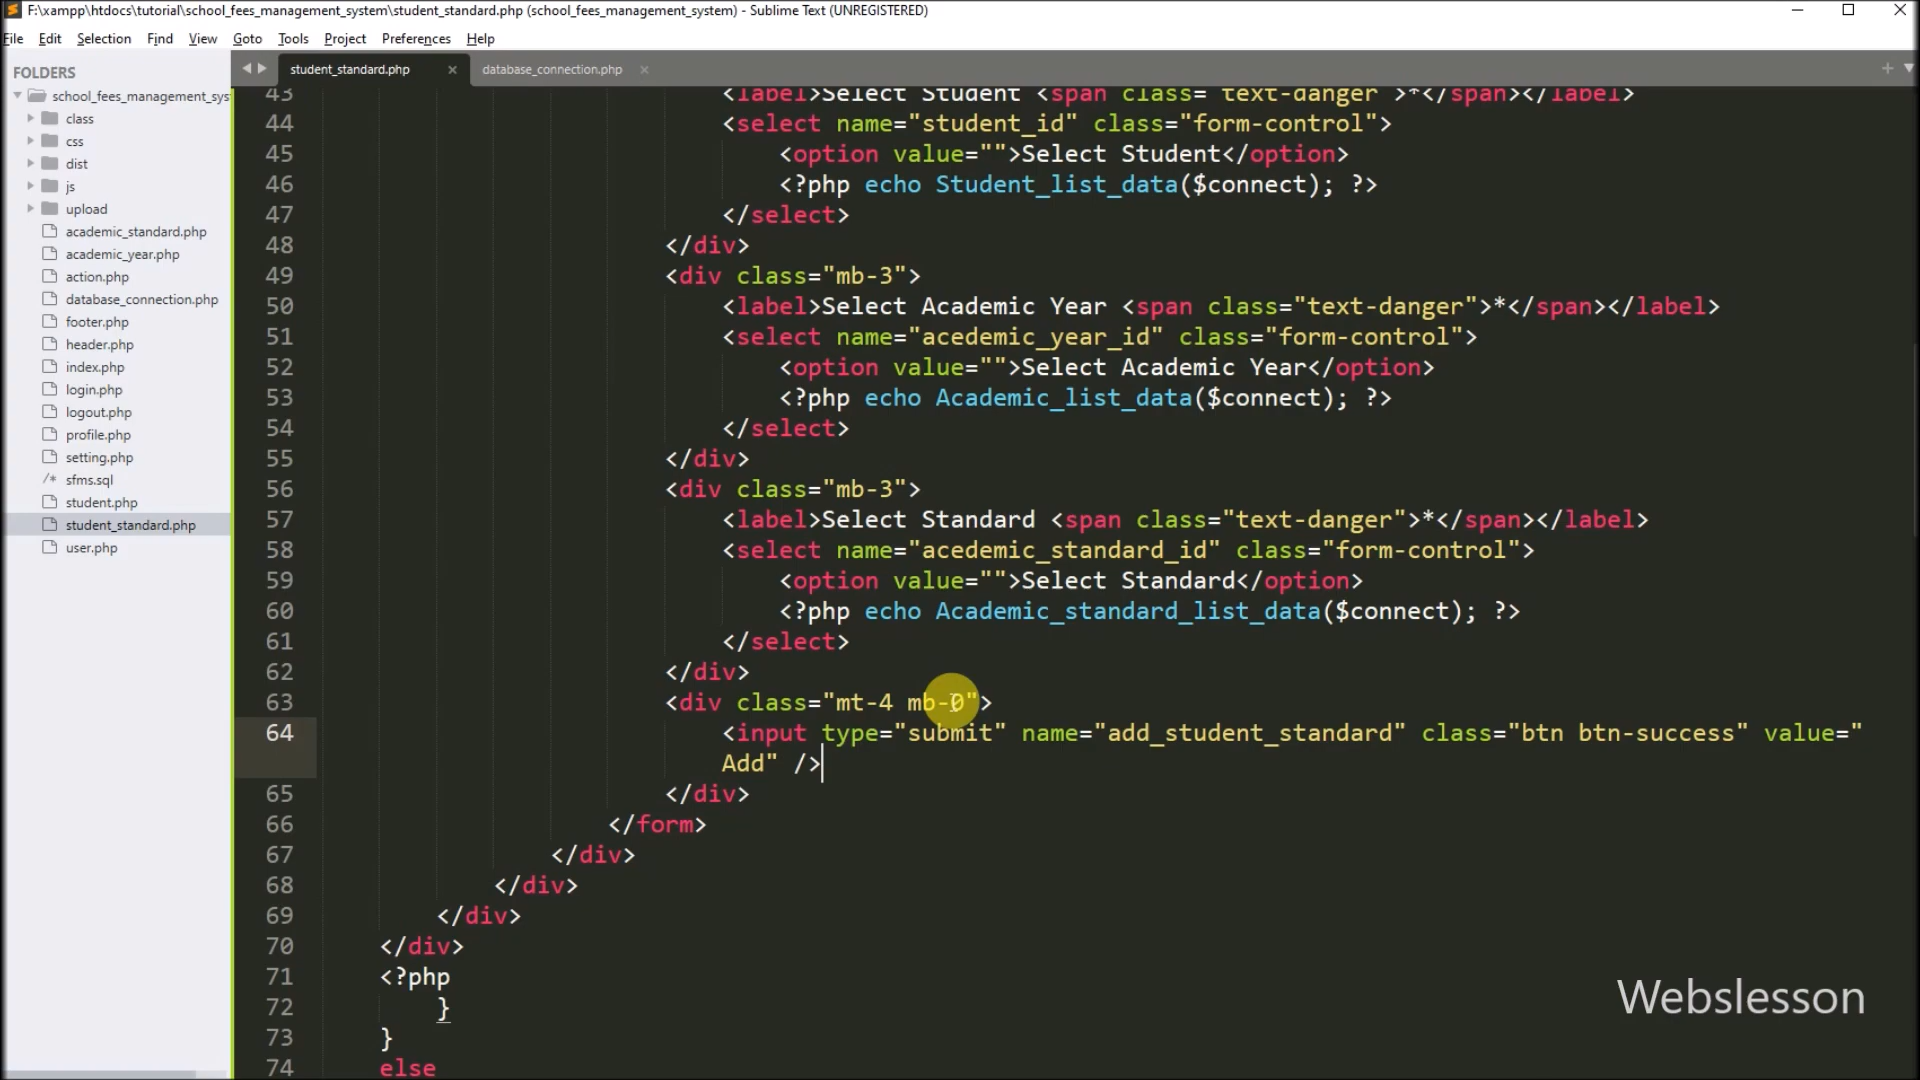 F:\xampp\htdocs\tutorial\school_fees_management_system\student_standard.php (school_fees_management_system) - Sublime Text (UNREGISTERED)
File Edit Selection Find View Goto Tools Project Preferences Help
FOLDERS
school_fees_management_sys
class
css
dist
js
upload
academic_standard.php
academic_year.php
action.php
database_connection.php
footer.php
header.php
index.php
login.php
logout.php
profile.php
setting.php
/* sfms.sql
student.php
student_standard.php
user.php
student_standard.php × database_connection.php ×
43 <label>Select Student <span class="text-danger">*</span></label>
44 <select name="student_id" class="form-control">
45 <option value="">Select Student</option>
46 <?php echo Student_list_data($connect); ?>
47 </select>
48 </div>
49 <div class="mb-3">
50 <label>Select Academic Year <span class="text-danger">*</span></label>
51 <select name="acedemic_year_id" class="form-control">
52 <option value="">Select Academic Year</option>
53 <?php echo Academic_list_data($connect); ?>
54 </select>
55 </div>
56 <div class="mb-3">
57 <label>Select Standard <span class="text-danger">*</span></label>
58 <select name="acedemic_standard_id" class="form-control">
59 <option value="">Select Standard</option>
60 <?php echo Academic_standard_list_data($connect); ?>
61 </select>
62 </div>
63 <div class="mt-4 mb-0">
64 <input type="submit" name="add_student_standard" class="btn btn-success" value="
Add" />
65 </div>
66 </form>
67 </div>
68 </div>
69 </div>
70 </div>
71 <?php
72 }
73 }
74 else
Webslesson